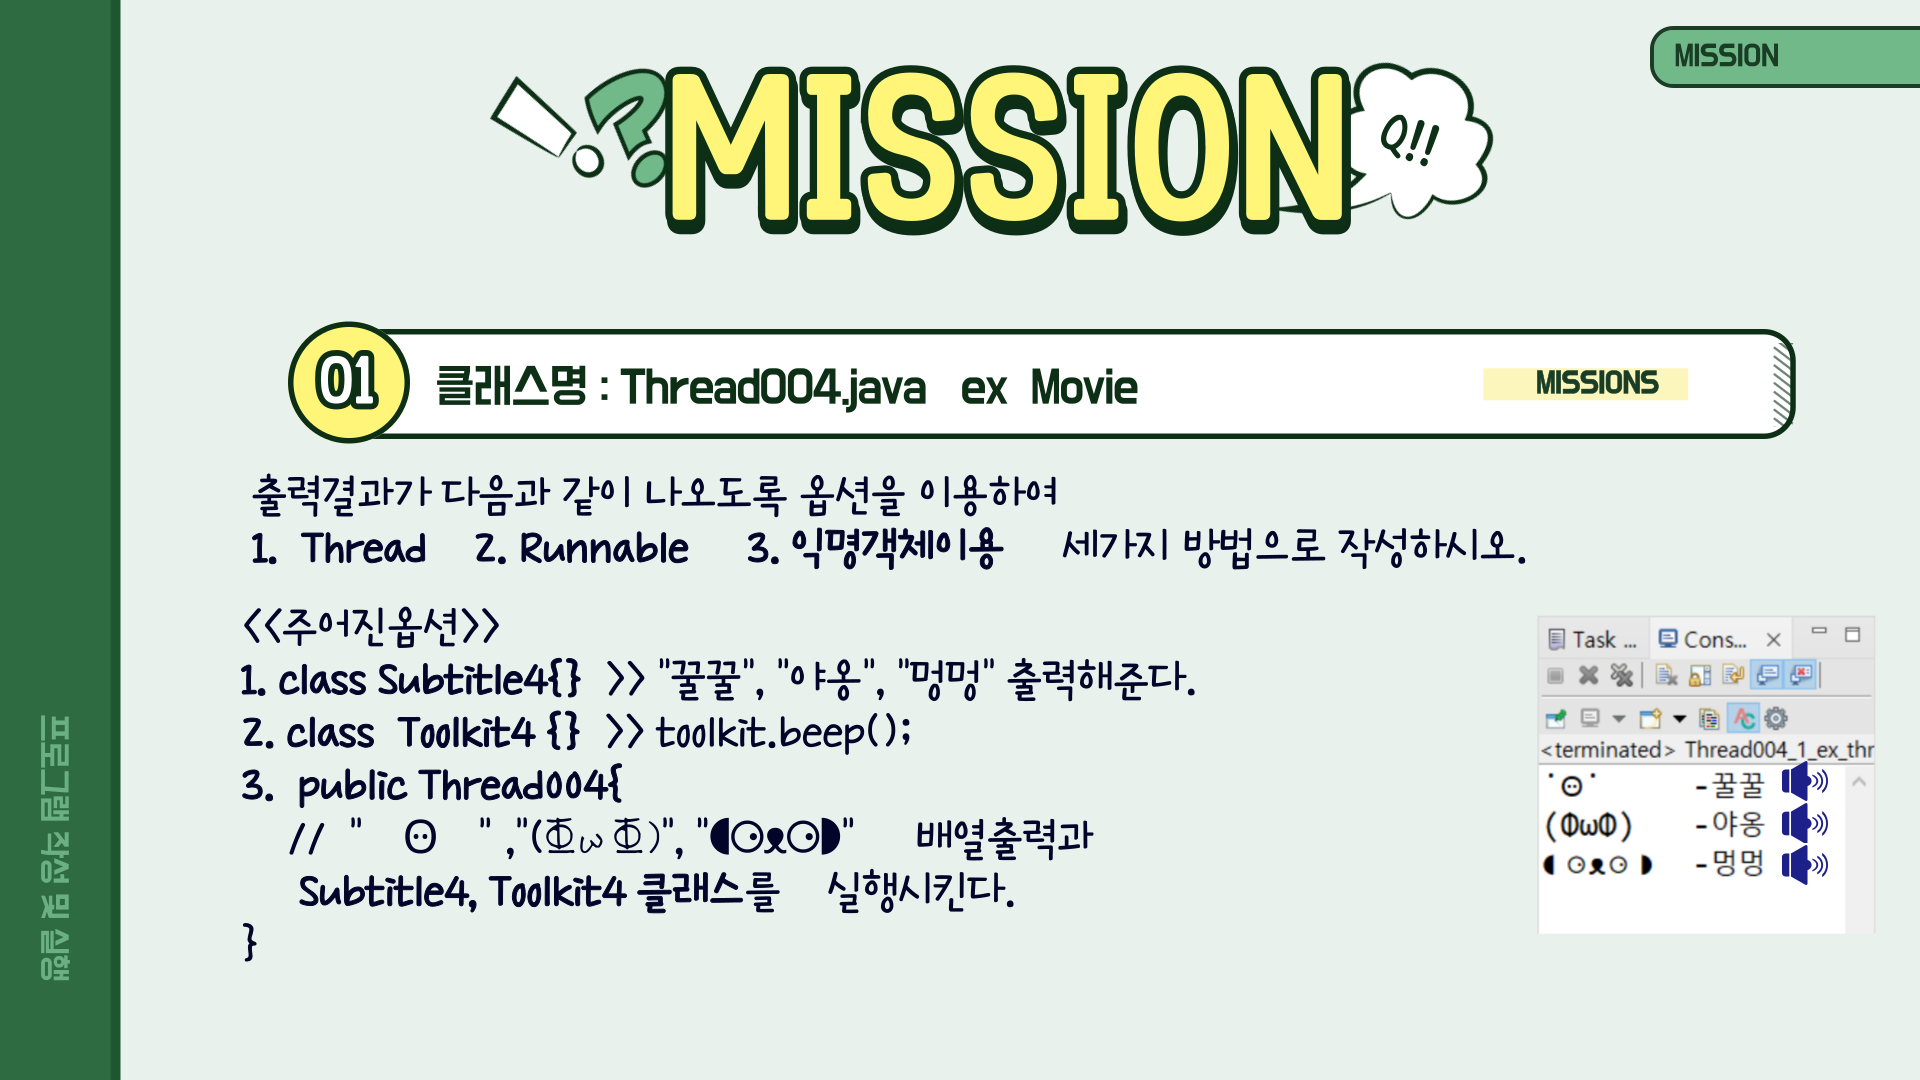 MISSION
!?
MISSION
Q!!
01
클래스명 : Thread004.java ex Movie
MISSIONS
출력결과가 다음과 같이 나오도록 옵션을 이용하여
1. Thread 2. Runnable 3. 익명객체이용 세가지 방법으로 작성하시오.
<<주어진옵션>>
1. class Subtitle4{} >> "꿀꿀", "야옹", "멍멍" 출력해준다.
2. class Toolkit4 {} >> toolkit.beep();
3. public Thread004{
// " ʘ̈ " ,"(ΦωΦ)", "◖⚆ᴥ⚆◗" 배열출력과
Subtitle4, Toolkit4 클래스를 실행시킨다.
}
Task ...
Cons...
<terminated> Thread004_1_ex_thr
˙ʘ̈˙ -꿀꿀
(ΦωΦ) -야옹
◖⚆ᴥ⚆◗ -멍멍
프로그램 작성 및 실행